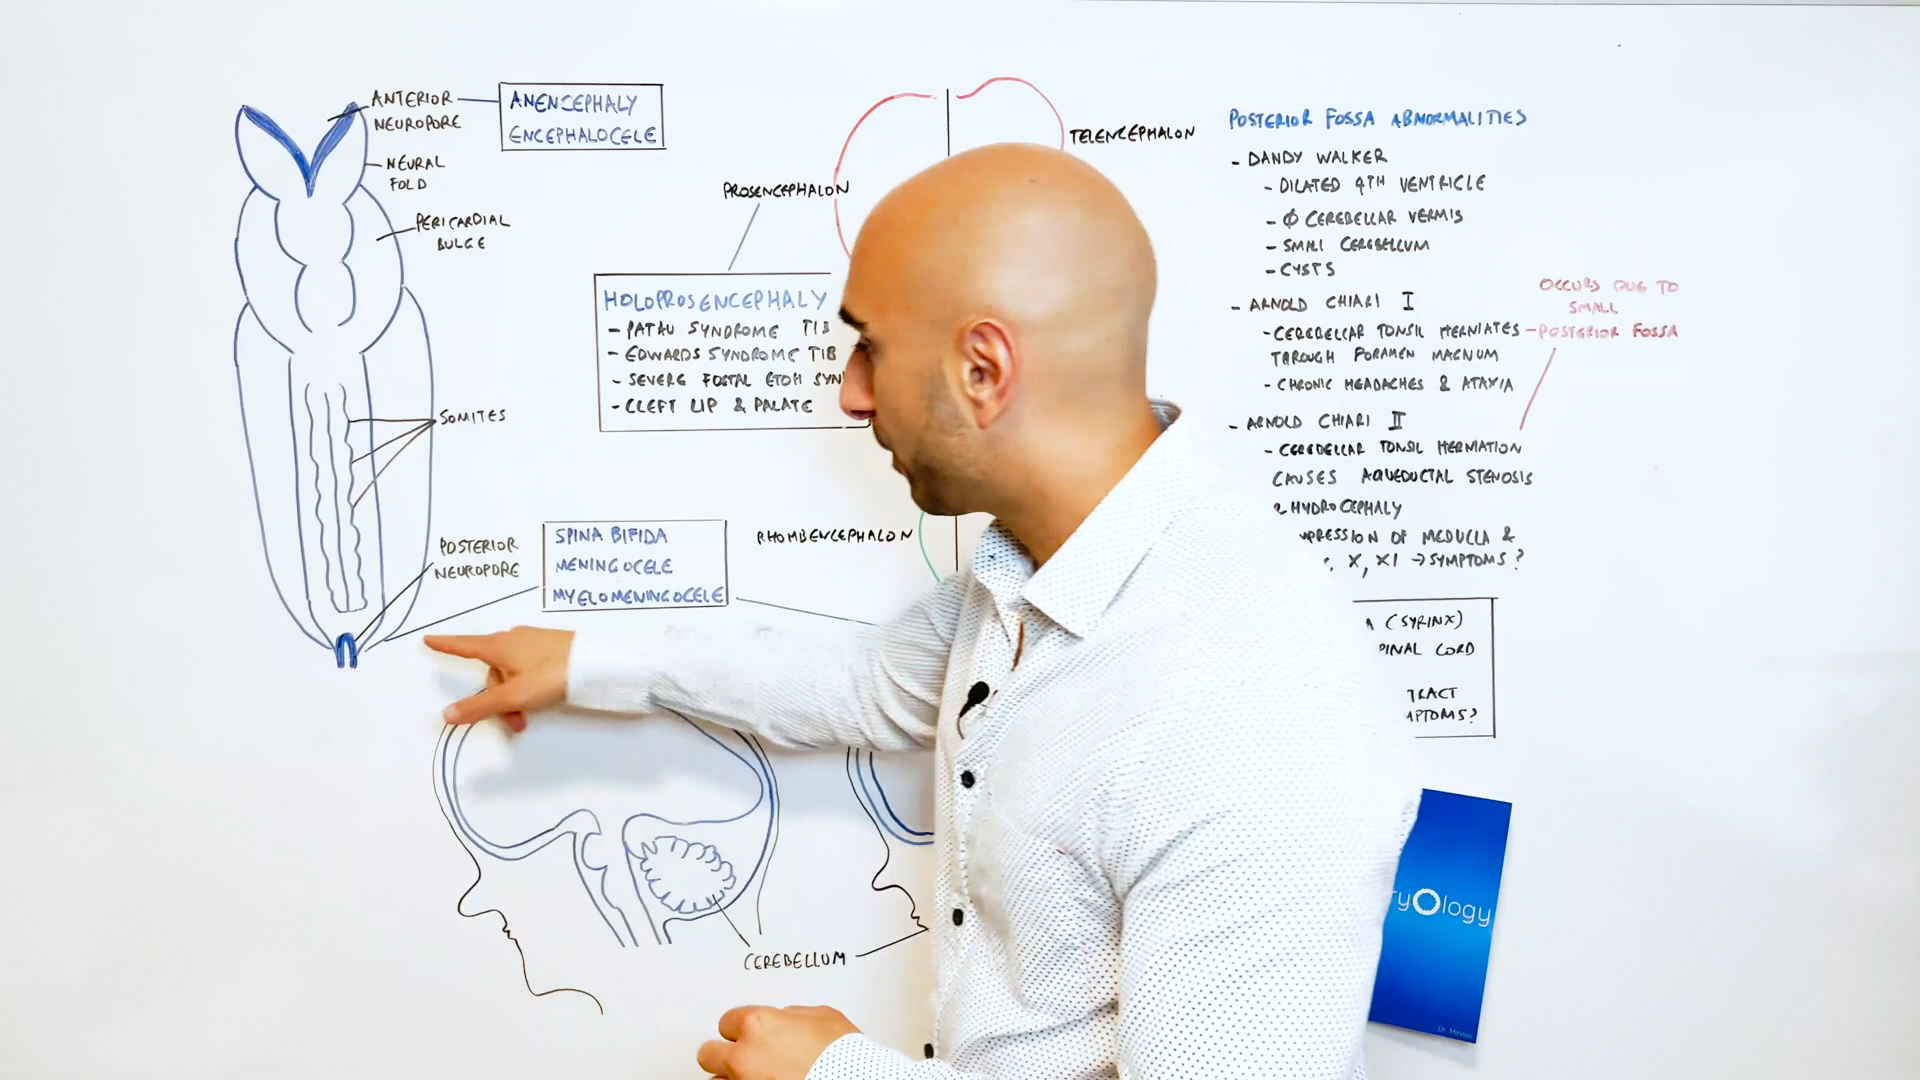 ANTERIOR
NEUROPORE
ANENCEPHALY
ENCEPHALOCELE
NEURAL
FOLD
PERICARDIAL
BULGE
SOMITES
POSTERIOR
NEUROPORE
SPINA BIFIDA
MENINGOCELE
MYELOMENINGOCELE
TELENCEPHALON
PROSENCEPHALON
HOLOPROSENCEPHALY
- PATAU SYNDROME T13
- EDWARDS SYNDROME T18
- SEVERE FOETAL ETOH SYN
- CLEFT LIP & PALATE
RHOMBENCEPHALON
CEREBELLUM
POSTERIOR FOSSA ABNORMALITIES
- DANDY WALKER
- DILATED 4TH VENTRICLE
- Ø CEREBELLAR VERMIS
- SMALL CEREBELLUM
- CYSTS
- ARNOLD CHIARI I
- CEREBELLAR TONSIL HERNIATES
THROUGH FORAMEN MAGNUM
- CHRONIC HEADACHES & ATAXIA
OCCURS DUE TO
SMALL
POSTERIOR FOSSA
- ARNOLD CHIARI II
- CEREBELLAR TONSIL HERNIATION
CAUSES AQUEDUCTAL STENOSIS
& HYDROCEPHALY
PRESSION OF MEDULLA &
X, XI → SYMPTOMS?
(SYRINX)
PINAL CORD
TRACT
MPTOMS?
ryOlogy